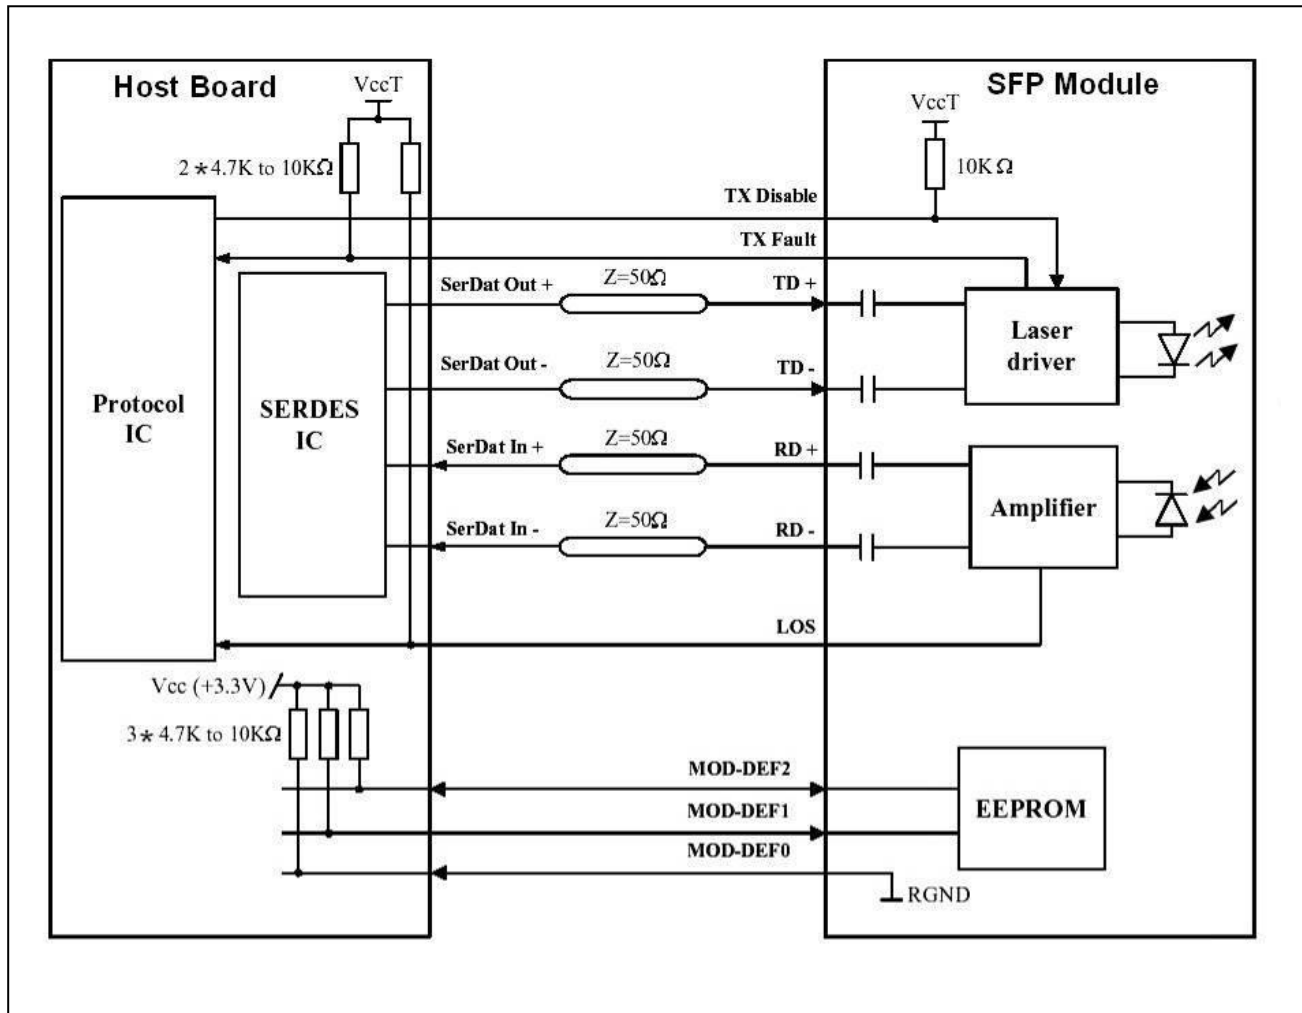 Host Board
SFP Module
VccT
VccT
2*4.7K to 10KΩ
10KΩ
TX Disable
TX Fault
SerDat Out +
Z=50Ω
TD +
Laser
driver
SerDat Out -
Z=50Ω
TD -
Protocol
IC
SERDES
IC
SerDat In +
Z=50Ω
RD +
Amplifier
SerDat In -
Z=50Ω
RD -
LOS
Vcc (+3.3V)
3*4.7K to 10KΩ
MOD-DEF2
MOD-DEF1
EEPROM
MOD-DEF0
RGND